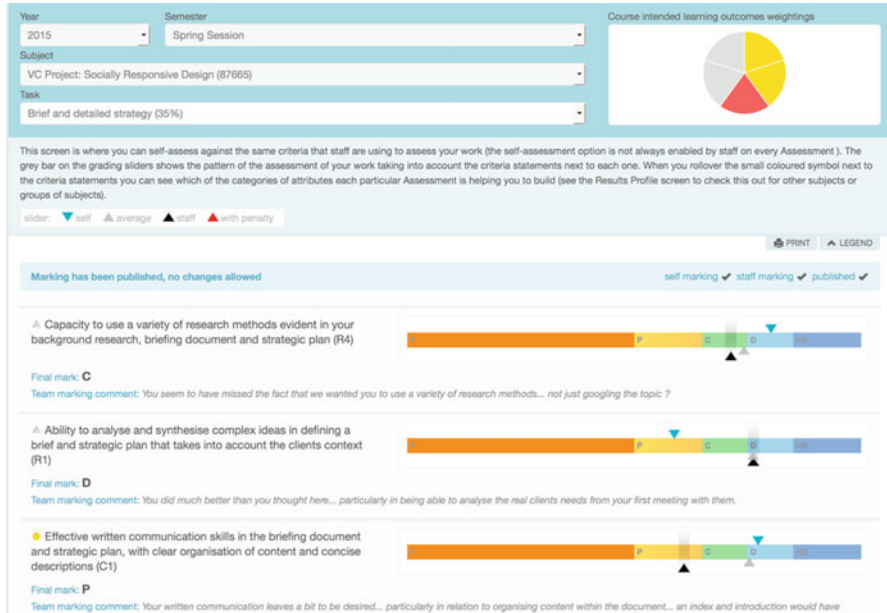 Year
Semester
Course intended learning outcomes weightings
2015
Spring Session
Subject
VC Project: Socially Responsive Design (87665)
Task
Brief and detailed strategy (35%)
This screen is where you can self-assess against the same criteria that staff are using to assess your work (the self-assessment option is not always enabled by staff on every Assessment ). The
grey bar on the grading sliders shows the pattern of the assessment of your work taking into account the criteria statements next to each one. When you rollover the small coloured symbol next to
the criteria statements you can see which of the categories of attributes each particular Assessment is helping you to build (see the Results Profile screen to check this out for other subjects or
groups of subjects).
slider: self average staff with penalty
PRINT LEGEND
Marking has been published, no changes allowed
self marking staff marking published
Capacity to use a variety of research methods evident in your
background research, briefing document and strategic plan (R4)
P C D HD
Final mark: C
Team marking comment: You seem to have missed the fact that we wanted you to use a variety of research methods... not just googling the topic ?
Ability to analyse and synthesise complex ideas in defining a
brief and strategic plan that takes into account the clients context
(R1)
P C D HD
Final mark: D
Team marking comment: You did much better than you thought here... particularly in being able to analyse the real clients needs from your first meeting with them.
Effective written communication skills in the briefing document
and strategic plan, with clear organisation of content and concise
descriptions (C1)
P C D HD
Final mark: P
Team marking comment: Your written communication leaves a bit to be desired... particularly in relation to organising content within the document... an index and introduction would have